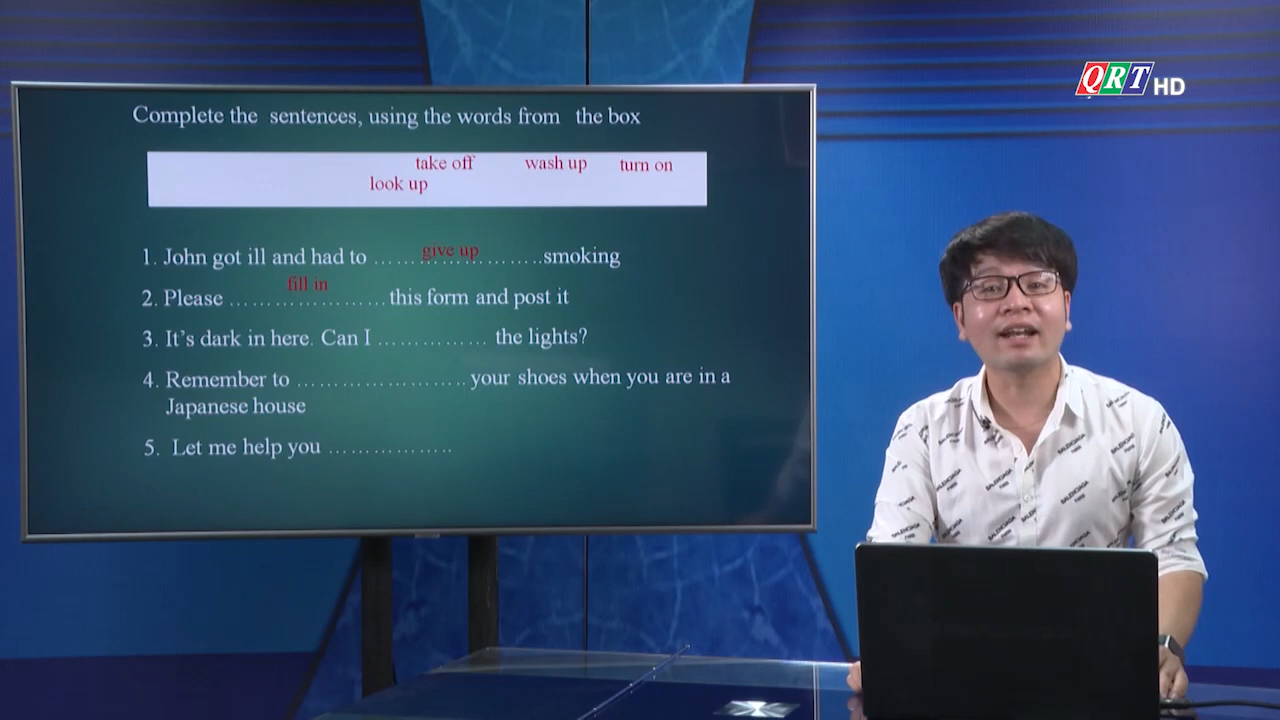 QRT HD
Complete the sentences, using the words from the box
take off wash up turn on
look up
1. John got ill and had to ……give up………..smoking
2. Please …fill in………………this form and post it
3. It's dark in here. Can I …………… the lights?
4. Remember to ………………….. your shoes when you are in a
Japanese house
5. Let me help you ……………..
BALENCIAGA